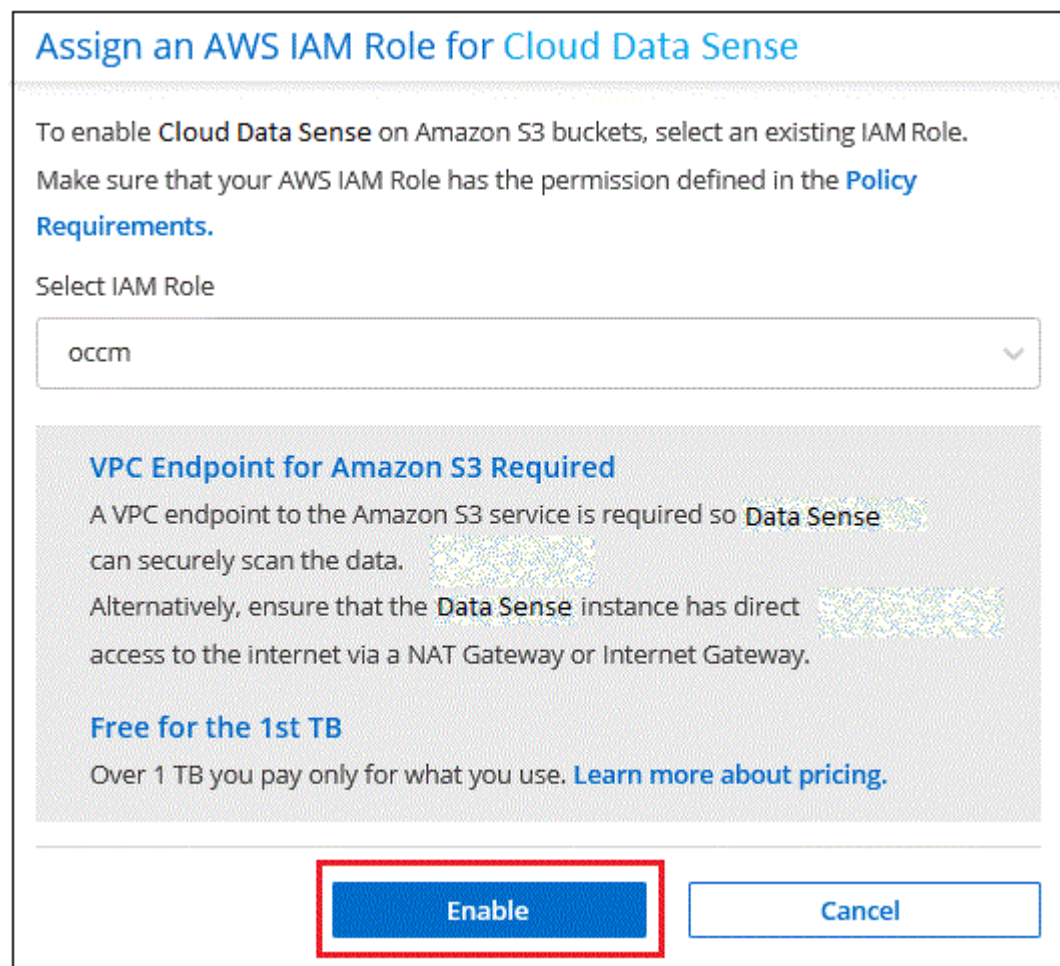 Assign an AWS IAM Role for Cloud Data Sense
To enable Cloud Data Sense on Amazon S3 buckets, select an existing IAM Role.
Make sure that your AWS IAM Role has the permission defined in the Policy
Requirements.
Select IAM Role
occm
VPC Endpoint for Amazon S3 Required
A VPC endpoint to the Amazon S3 service is required so Data Sense
can securely scan the data.
Alternatively, ensure that the Data Sense instance has direct
access to the internet via a NAT Gateway or Internet Gateway.
Free for the 1st TB
Over 1 TB you pay only for what you use. Learn more about pricing.
Enable Cancel